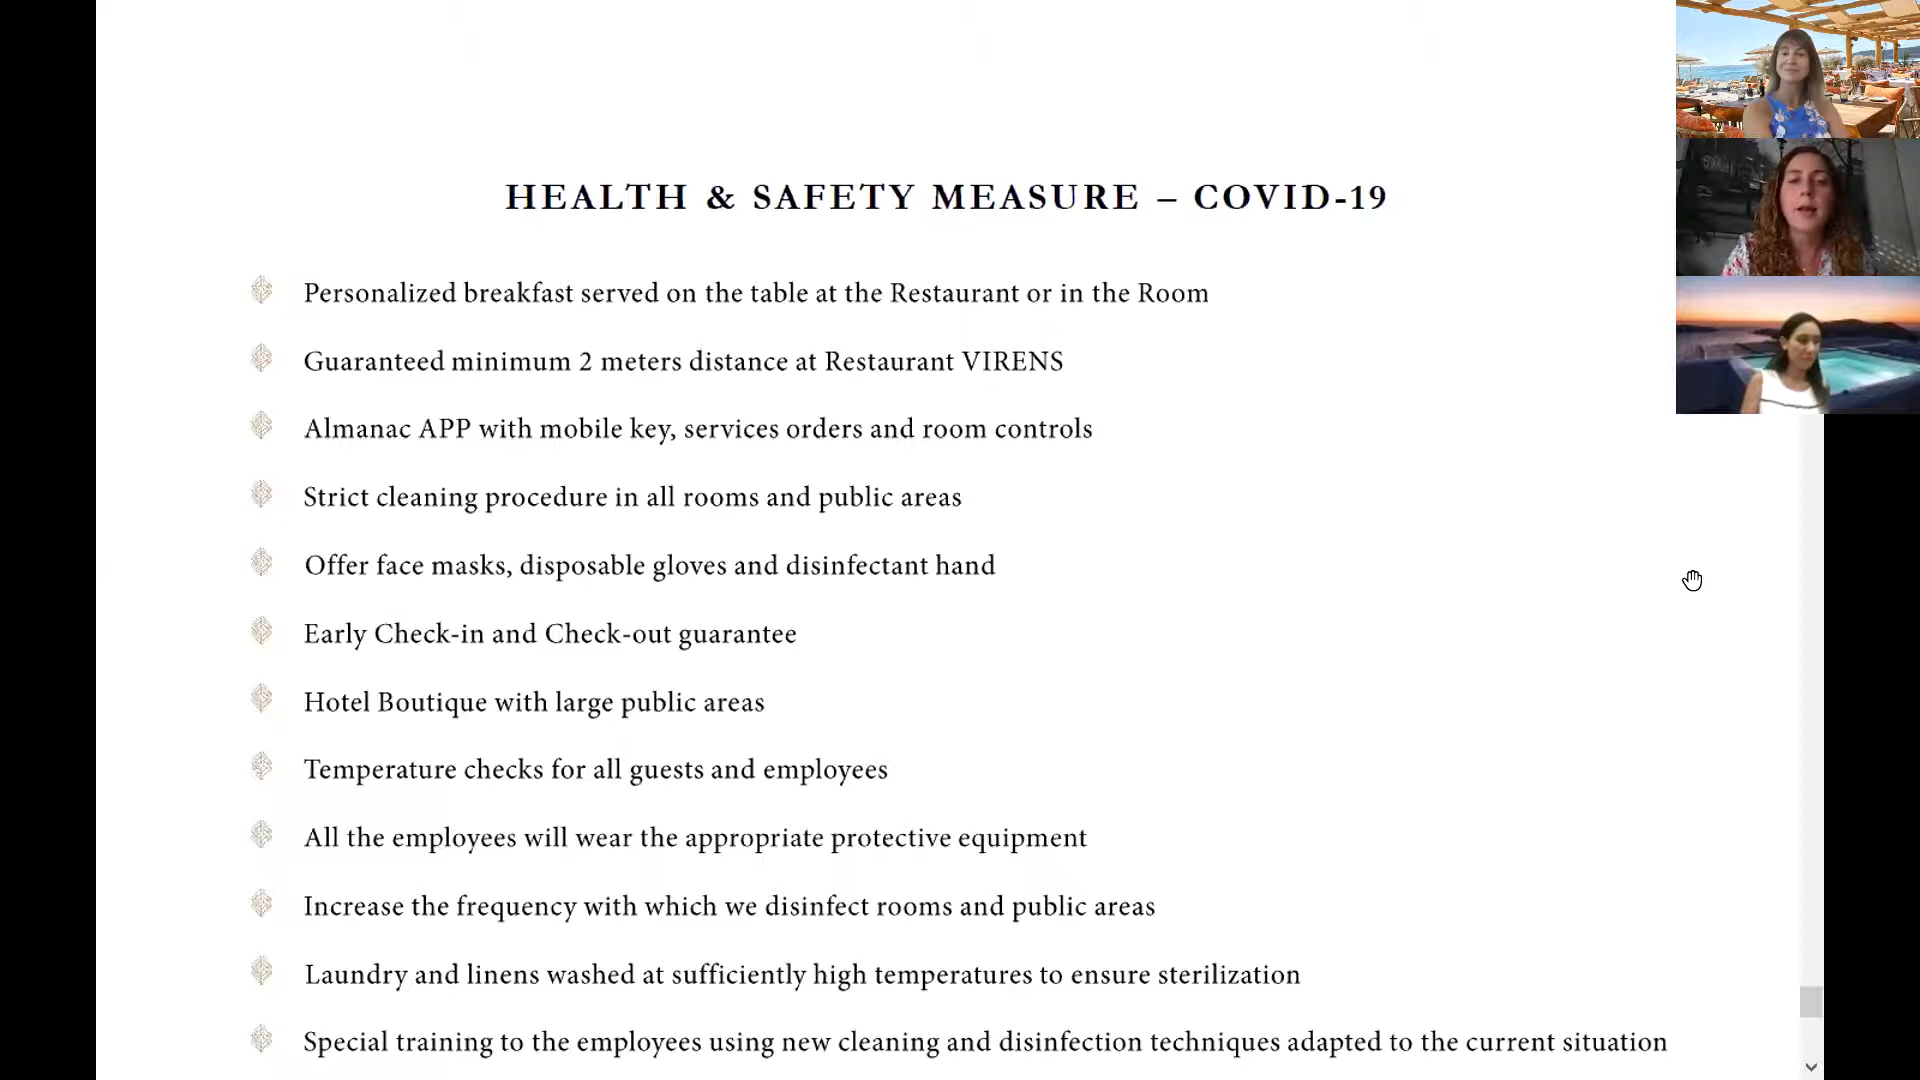 HEALTH & SAFETY MEASURE – COVID-19
Personalized breakfast served on the table at the Restaurant or in the Room
Guaranteed minimum 2 meters distance at Restaurant VIRENS
Almanac APP with mobile key, services orders and room controls
Strict cleaning procedure in all rooms and public areas
Offer face masks, disposable gloves and disinfectant hand
Early Check-in and Check-out guarantee
Hotel Boutique with large public areas
Temperature checks for all guests and employees
All the employees will wear the appropriate protective equipment
Increase the frequency with which we disinfect rooms and public areas
Laundry and linens washed at sufficiently high temperatures to ensure sterilization
Special training to the employees using new cleaning and disinfection techniques adapted to the current situation